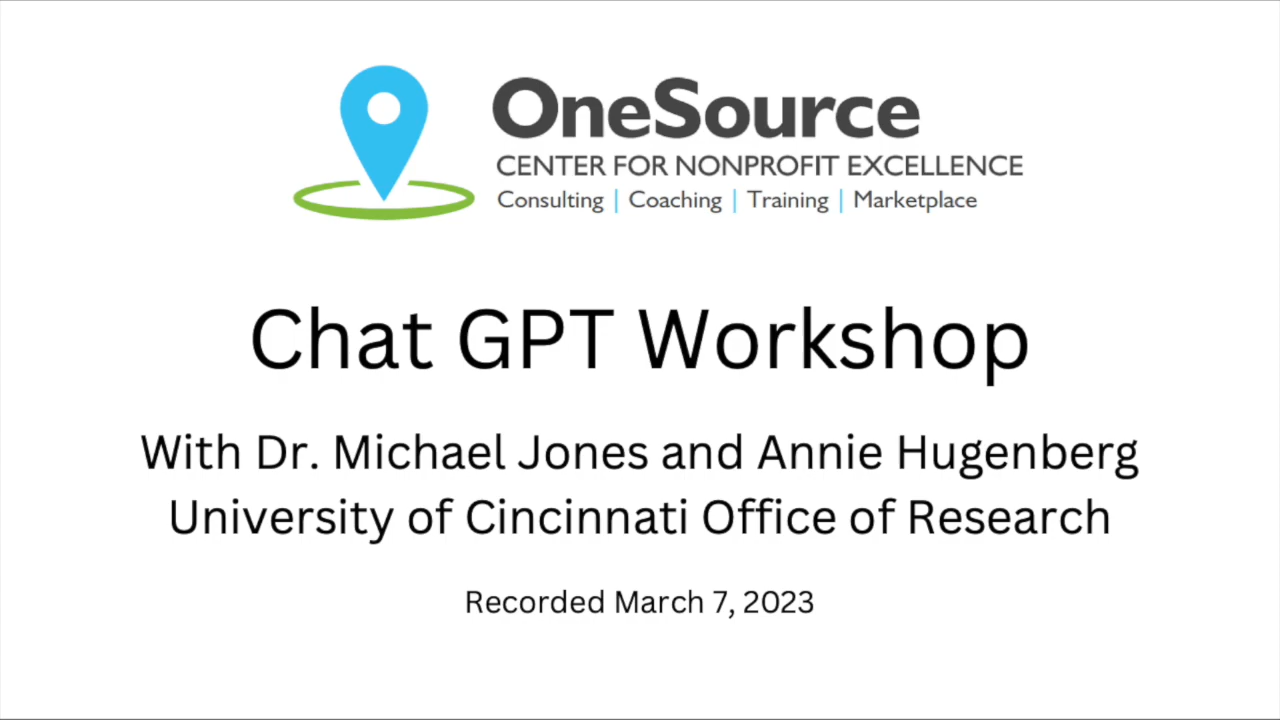 OneSource
CENTER FOR NONPROFIT EXCELLENCE
Consulting | Coaching | Training | Marketplace
Chat GPT Workshop
With Dr. Michael Jones and Annie Hugenberg
University of Cincinnati Office of Research
Recorded March 7, 2023